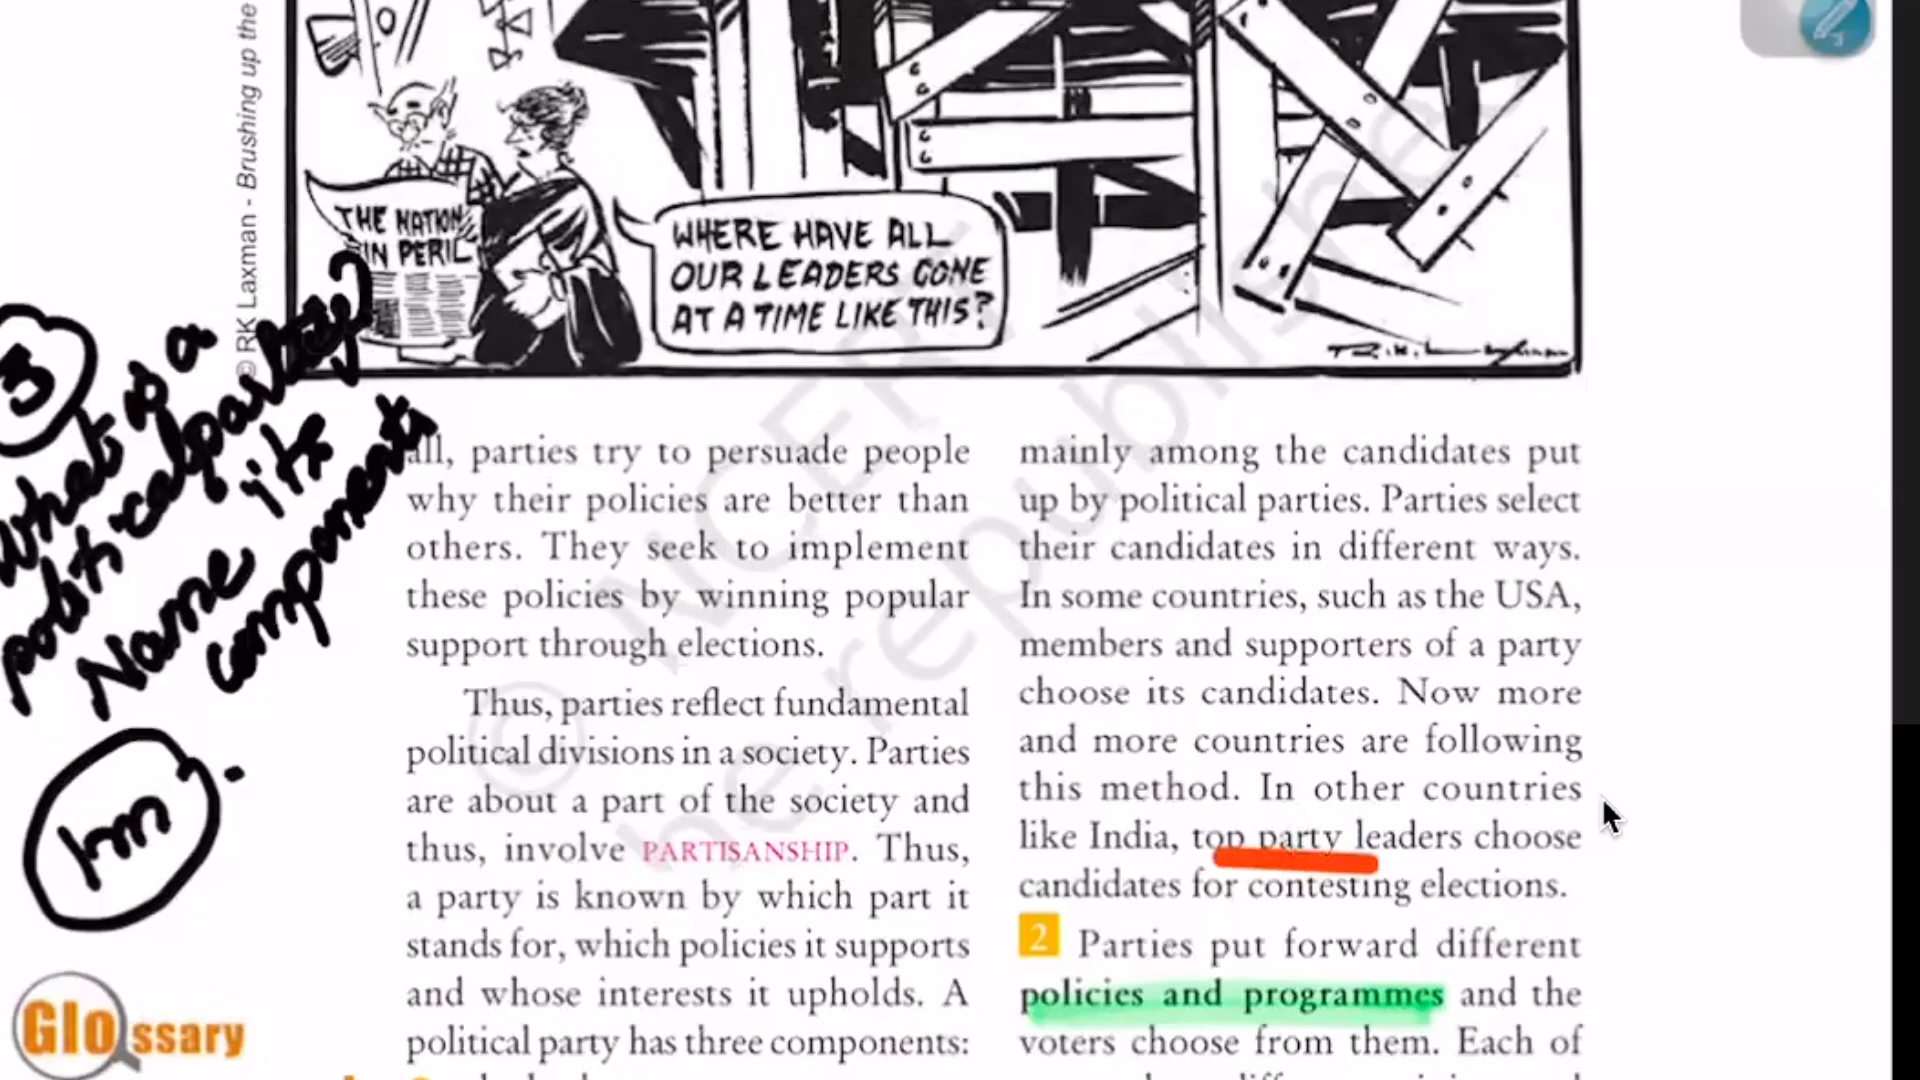 © RK Laxman - Brushing up the
THE NATION
IN PERIL
WHERE HAVE ALL
OUR LEADERS GONE
AT A TIME LIKE THIS?
3
What is a
political party?
Name its
components
1m
all, parties try to persuade people
why their policies are better than
others. They seek to implement
these policies by winning popular
support through elections.
Thus, parties reflect fundamental
political divisions in a society. Parties
are about a part of the society and
thus, involve PARTISANSHIP. Thus,
a party is known by which part it
stands for, which policies it supports
and whose interests it upholds. A
political party has three components:
mainly among the candidates put
up by political parties. Parties select
their candidates in different ways.
In some countries, such as the USA,
members and supporters of a party
choose its candidates. Now more
and more countries are following
this method. In other countries
like India, top party leaders choose
candidates for contesting elections.
2 Parties put forward different
policies and programmes and the
voters choose from them. Each of
Glossary
© NCERT
be republished